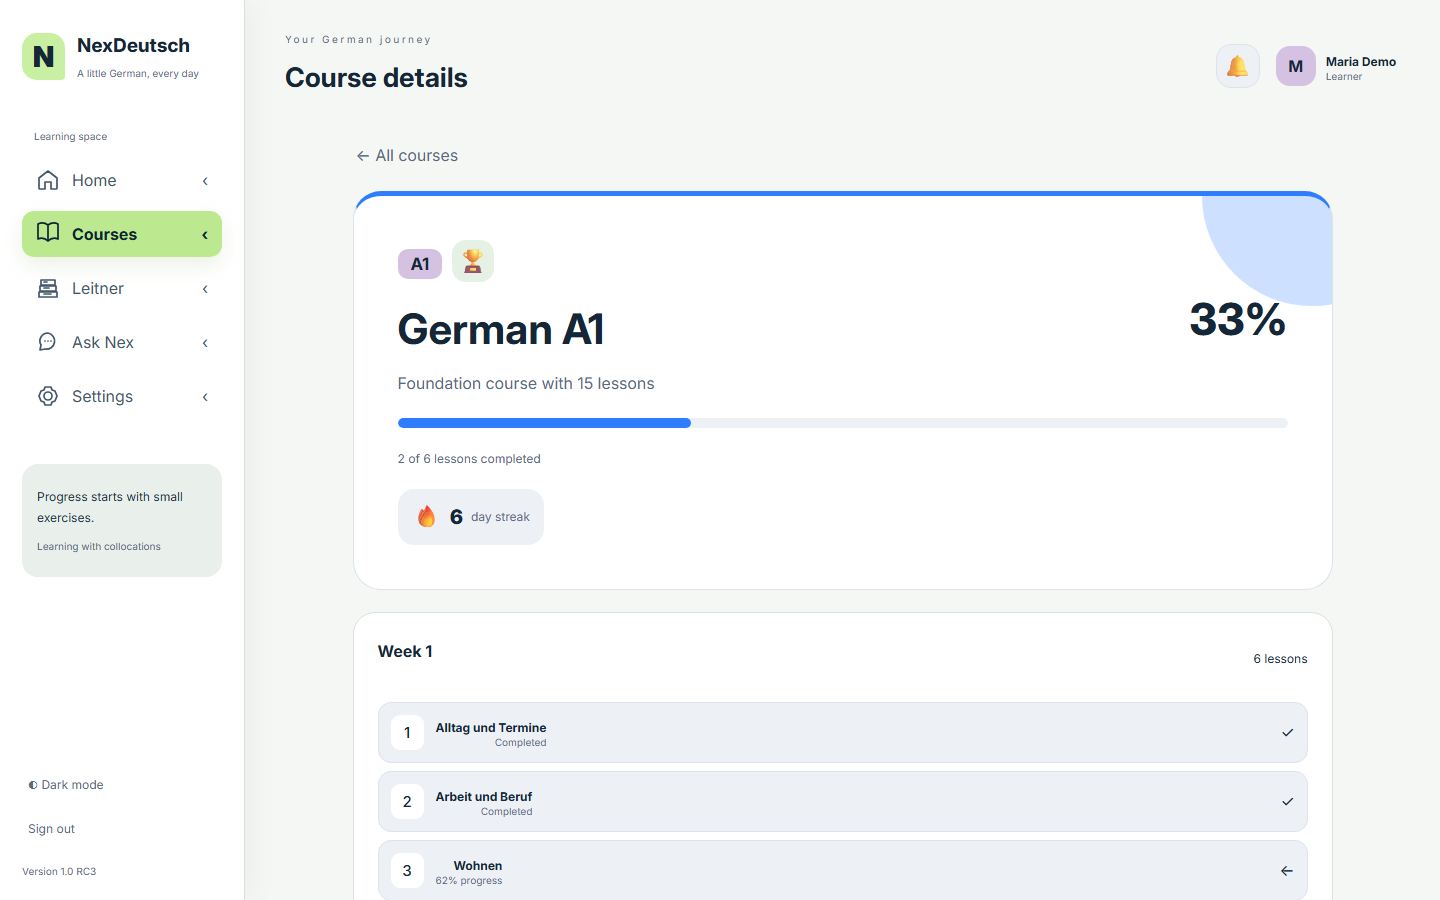 N
NexDeutsch
A little German, every day
Learning space
Home ‹
Courses ‹
Leitner ‹
Ask Nex ‹
Settings ‹
Progress starts with small
exercises.
Learning with collocations
◐ Dark mode
Sign out
Version 1.0 RC3
Your German journey
Course details
M
Maria Demo
Learner
← All courses
A1
German A1
33%
Foundation course with 15 lessons
2 of 6 lessons completed
6 day streak
Week 1
6 lessons
1
Alltag und Termine
Completed
✓
2
Arbeit und Beruf
Completed
✓
3
Wohnen
62% progress
←